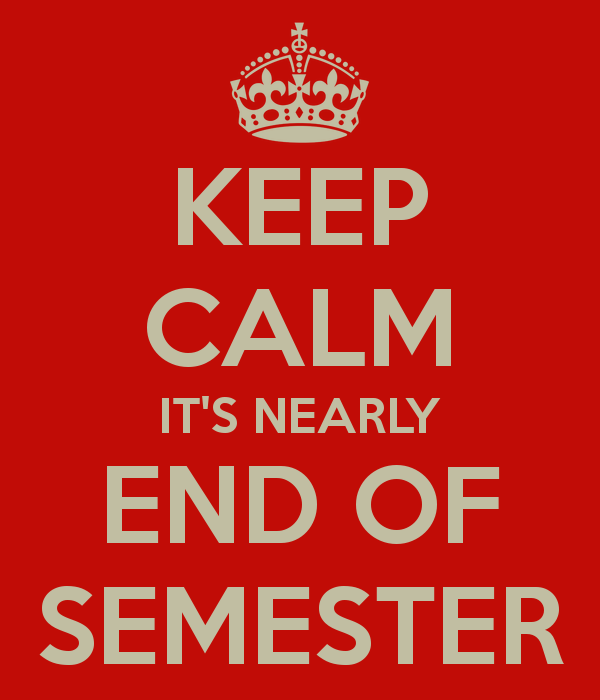 KEEP
CALM
IT'S NEARLY
END OF
SEMESTER